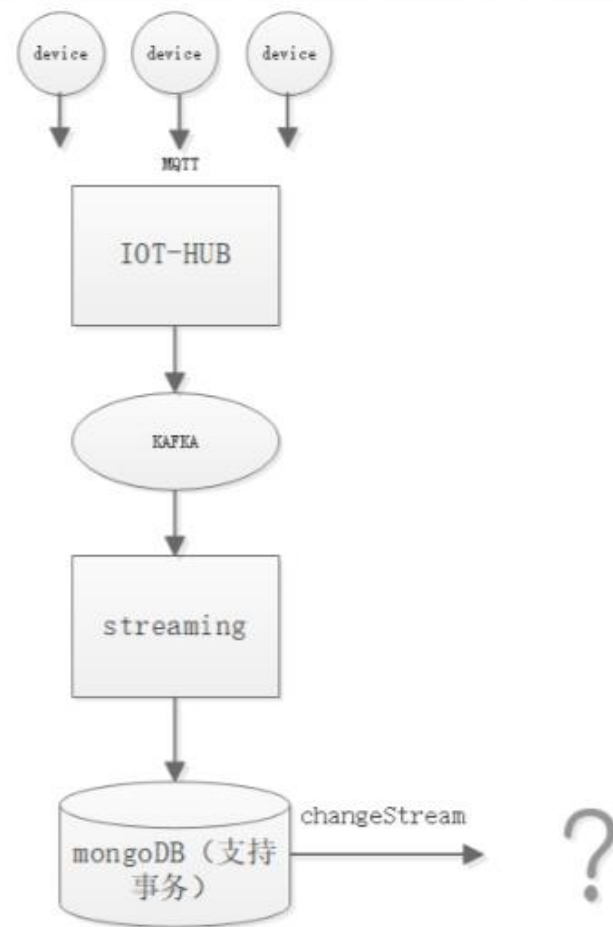 device device device
MQTT
IOT-HUB
KAFKA
streaming
changeStream
mongoDB（支持
事务）
?